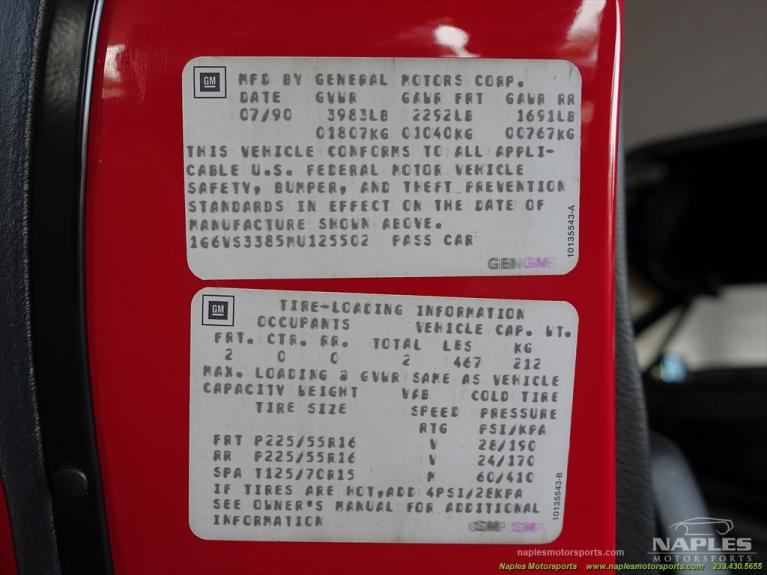 GM MFD BY GENERAL MOTORS CORP.
DATE GVWR GAWR FRT GAWR RR
07/90 3983LB 2292LB 1691LB
01807KG 01040KG 00767KG
THIS VEHICLE CONFORMS TO ALL APPLI-
CABLE U.S. FEDERAL MOTOR VEHICLE
SAFETY, BUMPER, AND THEFT PREVENTION
STANDARDS IN EFFECT ON THE DATE OF
MANUFACTURE SHOWN ABOVE.
1G6VS3385MU125502 PASS CAR
10135543-A
GM TIRE-LOADING INFORMATION
OCCUPANTS VEHICLE CAP. WT.
FRT. CTR. RR. TOTAL LBS KG
2 0 0 2 467 212
MAX. LOADING @ GVWR SAME AS VEHICLE
CAPACITY WEIGHT VAB COLD TIRE
TIRE SIZE SPEED PRESSURE
RTG PSI/KPA
FRT P225/55R16 V 28/190
RR P225/55R16 V 24/170
SPA T125/70R15 M 60/410
IF TIRES ARE HOT,ADD 4PSI/28KPA
SEE OWNER'S MANUAL FOR ADDITIONAL
INFORMATION
10135543-B
NAPLES
MOTORSPORTS
naplesmotorsports.com
Naples Motorsports - www.naplesmotorsports.com - 239.430.5655